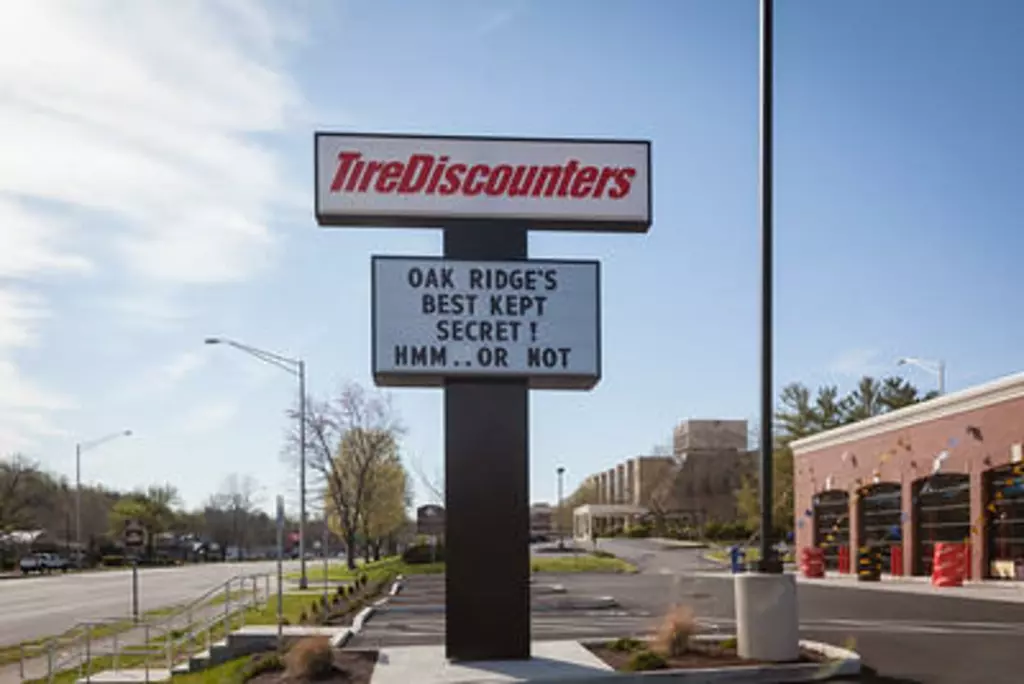 TireDiscounters
OAK RIDGE'S
BEST KEPT
SECRET!
HMM..OR NOT